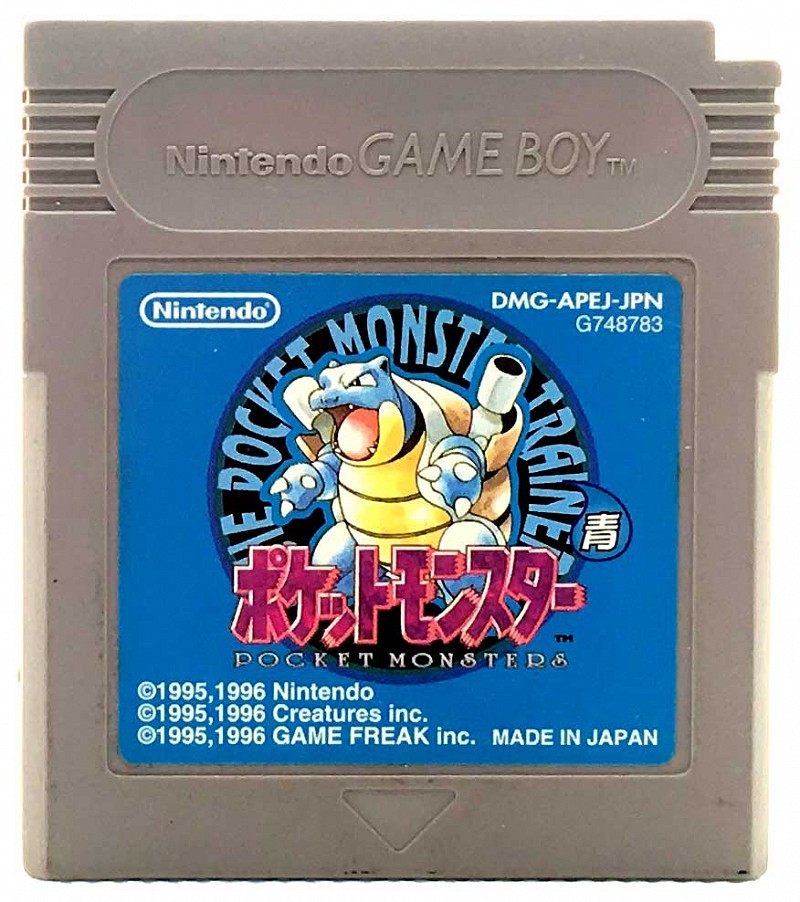 Nintendo GAME BOY™
Nintendo®
DMG-APEJ-JPN
G748783
THE POCKET MONSTER TRAINER
青
ポケットモンスター™
POCKET MONSTERS
©1995,1996 Nintendo
©1995,1996 Creatures inc.
©1995,1996 GAME FREAK inc. MADE IN JAPAN